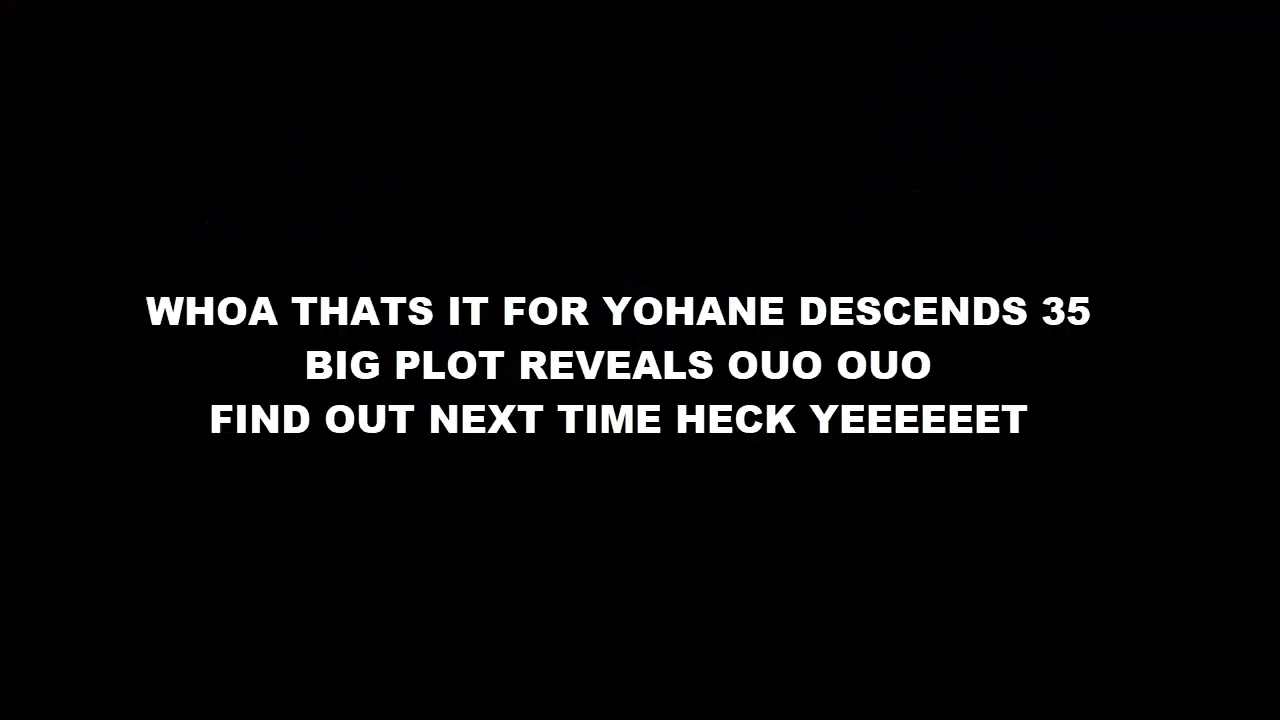 WHOA THATS IT FOR YOHANE DESCENDS 35
BIG PLOT REVEALS OUO OUO
FIND OUT NEXT TIME HECK YEEEEEET